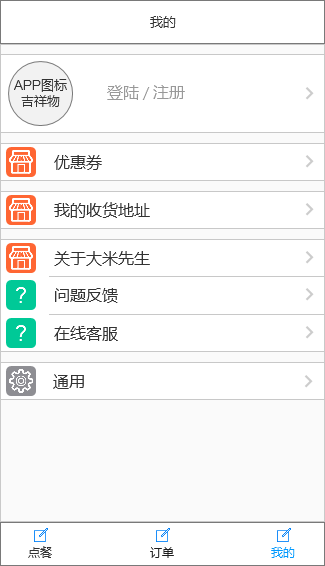 我的
APP图标
吉祥物
登陆 / 注册
优惠券
我的收货地址
关于大米先生
?
问题反馈
?
在线客服
通用
点餐
订单
我的